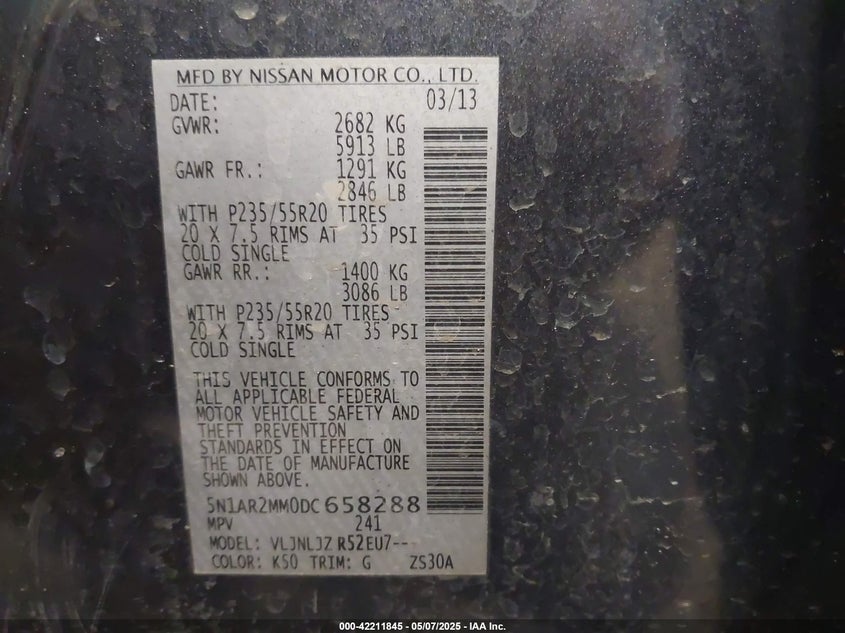 MFD BY NISSAN MOTOR CO., LTD.
DATE: 03/13
GVWR: 2682 KG
5913 LB
GAWR FR.: 1291 KG
2846 LB
WITH P235/55R20 TIRES
20 X 7.5 RIMS AT 35 PSI
COLD SINGLE
GAWR RR.: 1400 KG
3086 LB
WITH P235/55R20 TIRES
20 X 7.5 RIMS AT 35 PSI
COLD SINGLE
THIS VEHICLE CONFORMS TO
ALL APPLICABLE FEDERAL
MOTOR VEHICLE SAFETY AND
THEFT PREVENTION
STANDARDS IN EFFECT ON
THE DATE OF MANUFACTURE
SHOWN ABOVE.
5N1AR2MM0DC658288
MPV 241
MODEL: VLJNLJZ R52EU7--
COLOR: K50 TRIM: G ZS30A
000-42211845 - 05/07/2025 - IAA Inc.